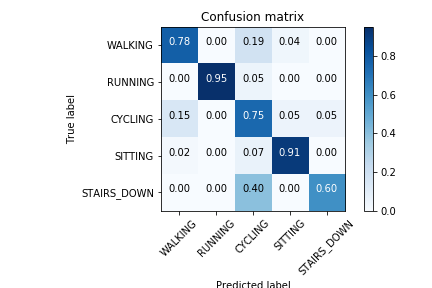 Confusion matrix
True label
WALKING 0.78 0.00 0.19 0.04 0.00
RUNNING 0.00 0.95 0.05 0.00 0.00
CYCLING 0.15 0.00 0.75 0.05 0.05
SITTING 0.02 0.00 0.07 0.91 0.00
STAIRS_DOWN 0.00 0.00 0.40 0.00 0.60
WALKING RUNNING CYCLING SITTING STAIRS_DOWN
Predicted label
0.8
0.6
0.4
0.2
0.0